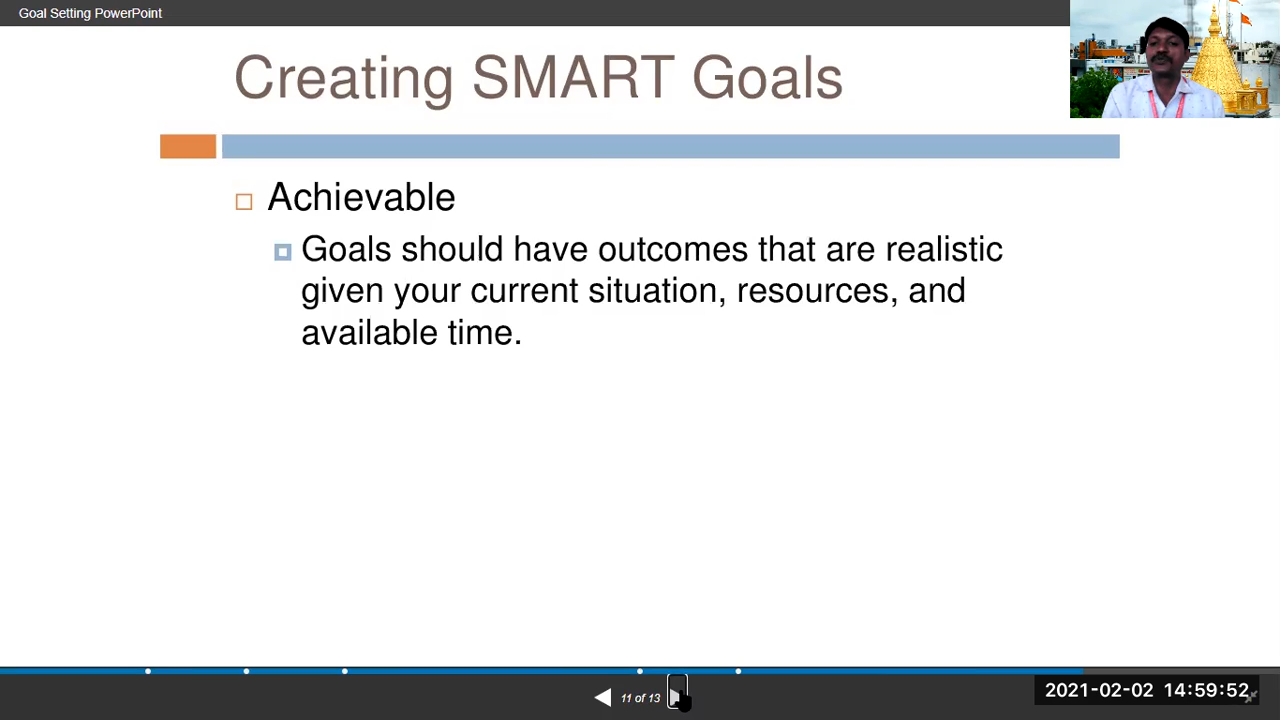 Goal Setting PowerPoint
Creating SMART Goals
Achievable
Goals should have outcomes that are realistic
given your current situation, resources, and
available time.
11 of 13
2021-02-02 14:59:52